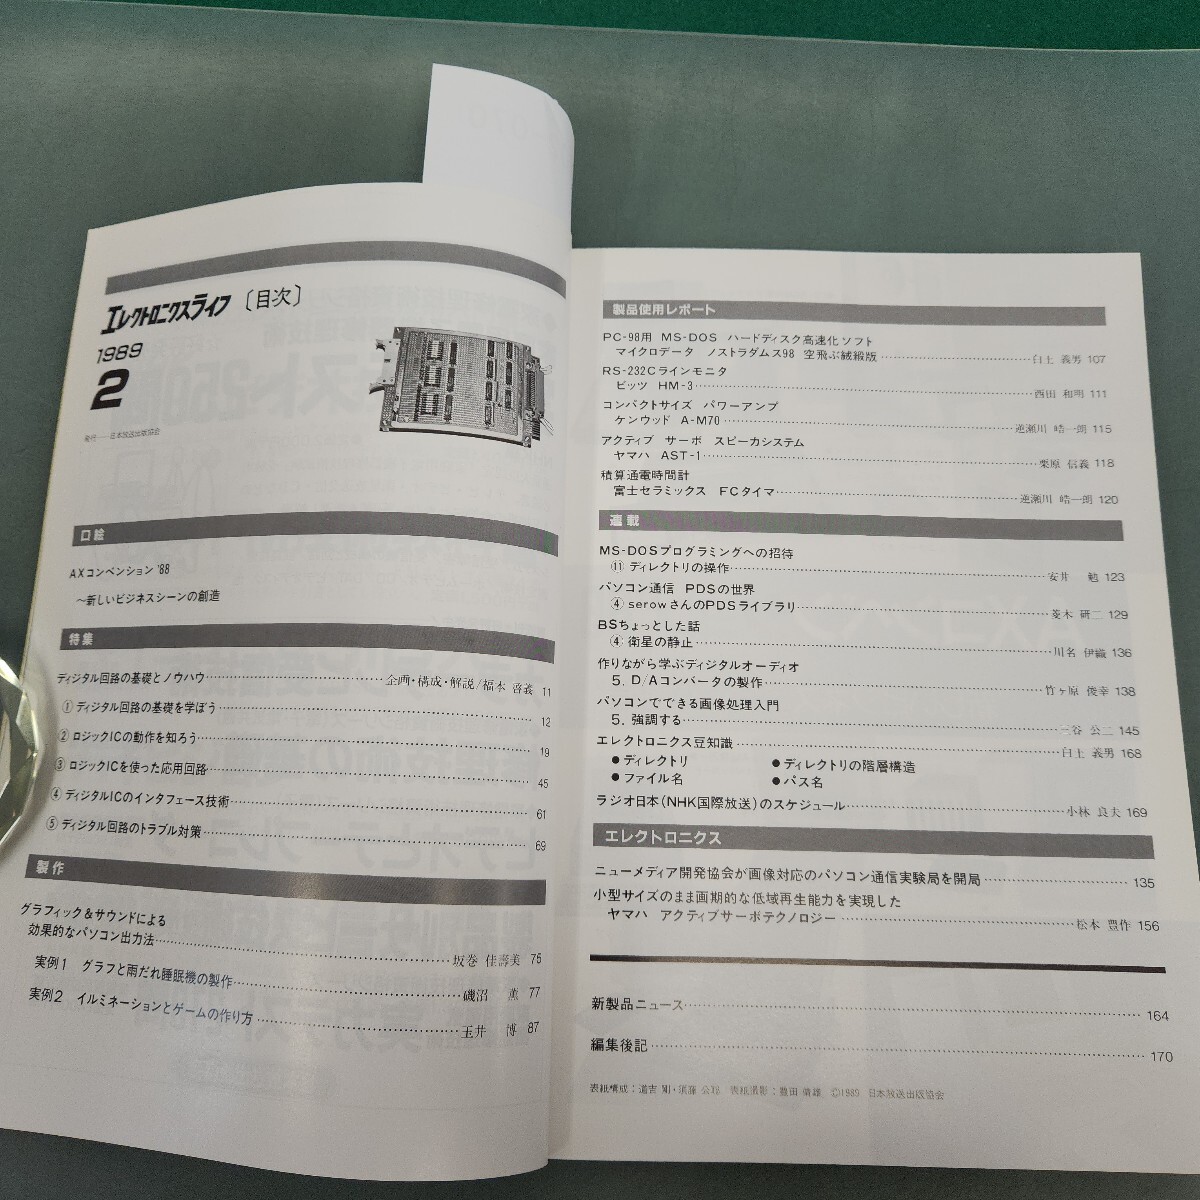 エレクトロニクスライフ〔目次〕
1989
2
発行――日本放送出版協会
口絵
AXコンベンション'88
～新しいビジネスシーンの創造
特集
ディジタル回路の基礎とノウハウ 企画・構成・解説/福本 啓義 11
①ディジタル回路の基礎を学ぼう 12
②ロジックICの動作を知ろう 19
③ロジックICを使った応用回路 45
④ディジタルICのインタフェース技術 61
⑤ディジタル回路のトラブル対策 69
製作
グラフィック&サウンドによる
効果的なパソコン出力法 坂巻 佳壽美 75
実例1 グラフと雨だれ睡眠機の製作 磯沼 薫 77
実例2 イルミネーションとゲームの作り方 玉井 博 87
製品使用レポート
PC-98用 MS-DOS ハードディスク高速化ソフト
マイクロデータ ノストラダムス98 空飛ぶ絨緞版 白土 義男 107
RS-232Cラインモニタ
ビッツ HM-3 西田 和明 111
コンパクトサイズ パワーアンプ
ケンウッド A-M70 逆瀬川 皓一朗 115
アクティブ サーボ スピーカシステム
ヤマハ AST-1 栗原 信義 118
積算通電時間計
富士セラミックス FCタイマ 逆瀬川 皓一朗 120
連載
MS-DOSプログラミングへの招待
⑪ ディレクトリの操作 安井 勉 123
パソコン通信 PDSの世界
④ serowさんのPDSライブラリ 菱木 研二 129
BSちょっとした話
④ 衛星の静止 川名 伊織 136
作りながら学ぶディジタルオーディオ
5. D/Aコンバータの製作 竹ヶ原 俊幸 138
パソコンでできる画像処理入門
5. 強調する 三谷 公二 145
エレクトロニクス豆知識 白土 義男 168
●ディレクトリ ●ディレクトリの階層構造
●ファイル名 ●パス名
ラジオ日本(NHK国際放送)のスケジュール 小林 良夫 169
エレクトロニクス
ニューメディア開発協会が画像対応のパソコン通信実験局を開局 135
小型サイズのまま画期的な低域再生能力を実現した
ヤマハ アクティブサーボテクノロジー 松本 豊作 156
新製品ニュース 164
編集後記 170
表紙構成:道吉 剛・須藤 公聡 表紙撮影:豊田 晴雄 ©1989 日本放送出版協会